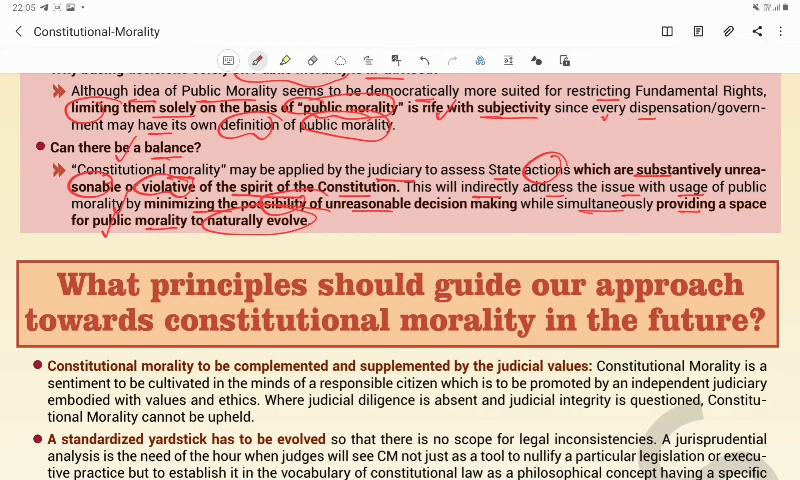 22:05
Constitutional-Morality
Although idea of Public Morality seems to be democratically more suited for restricting Fundamental Rights,
limiting them solely on the basis of "public morality" is rife with subjectivity since every dispensation/govern-
ment may have its own definition of public morality.
Can there be a balance?
"Constitutional morality" may be applied by the judiciary to assess State actions which are substantively unrea-
sonable or violative of the spirit of the Constitution. This will indirectly address the issue with usage of public
morality by minimizing the possibility of unreasonable decision making while simultaneously providing a space
for public morality to naturally evolve.
What principles should guide our approach
towards constitutional morality in the future?
Constitutional morality to be complemented and supplemented by the judicial values: Constitutional Morality is a
sentiment to be cultivated in the minds of a responsible citizen which is to be promoted by an independent judiciary
embodied with values and ethics. Where judicial diligence is absent and judicial integrity is questioned, Constitu-
tional Morality cannot be upheld.
A standardized yardstick has to be evolved so that there is no scope for legal inconsistencies. A jurisprudential
analysis is the need of the hour when judges will see CM not just as a tool to nullify a particular legislation or execu-
tive practice but to establish it in the vocabulary of constitutional law as a philosophical concept having a specific